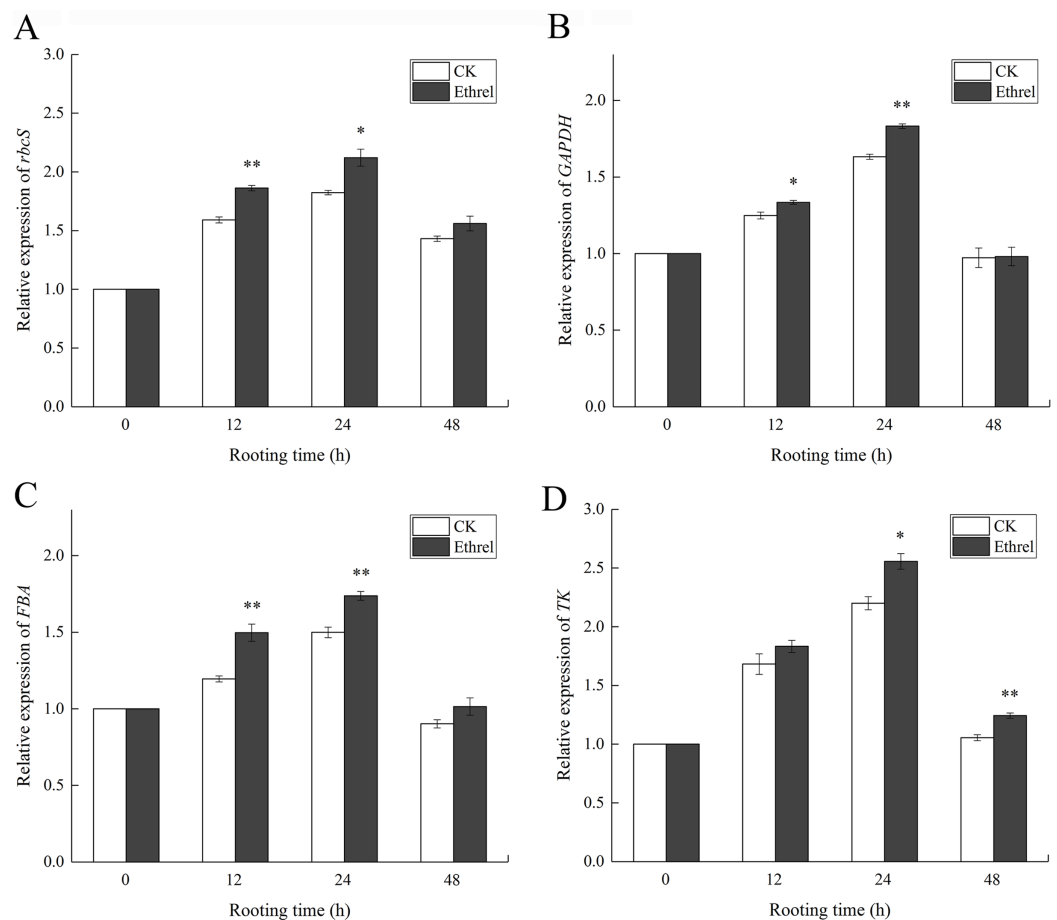 A
3.0
2.5
2.0
1.5
1.0
0.5
0.0
Relative expression of rbcS
CK
Ethrel
**
*
0 12 24 48
Rooting time (h)
B
2.0
1.5
1.0
0.5
0.0
Relative expression of GAPDH
CK
Ethrel
*
**
0 12 24 48
Rooting time (h)
C
2.0
1.5
1.0
0.5
0.0
Relative expression of FBA
CK
Ethrel
**
**
0 12 24 48
Rooting time (h)
D
3.0
2.5
2.0
1.5
1.0
0.5
0.0
Relative expression of TK
CK
Ethrel
*
**
0 12 24 48
Rooting time (h)